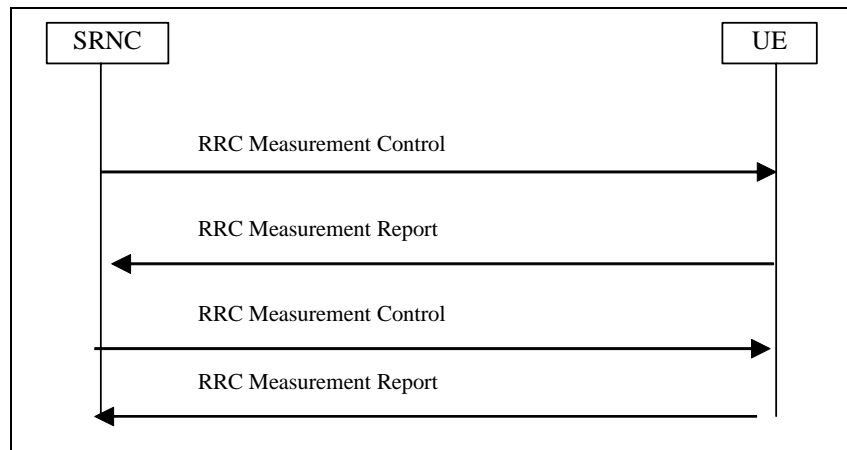 SRNC
UE
RRC Measurement Control
RRC Measurement Report
RRC Measurement Control
RRC Measurement Report